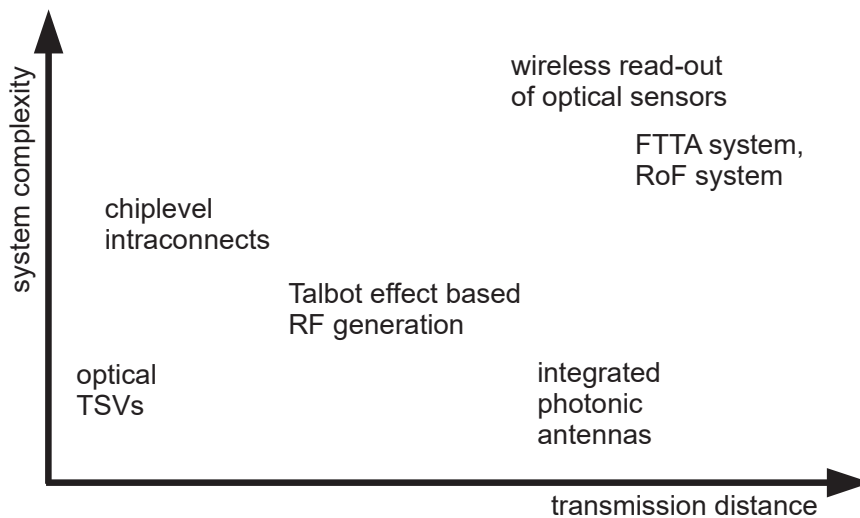 wireless read-out
of optical sensors
FTTA system,
RoF system
system complexity
chiplevel
intraconnects
Talbot effect based
RF generation
optical
TSVs
integrated
photonic
antennas
transmission distance